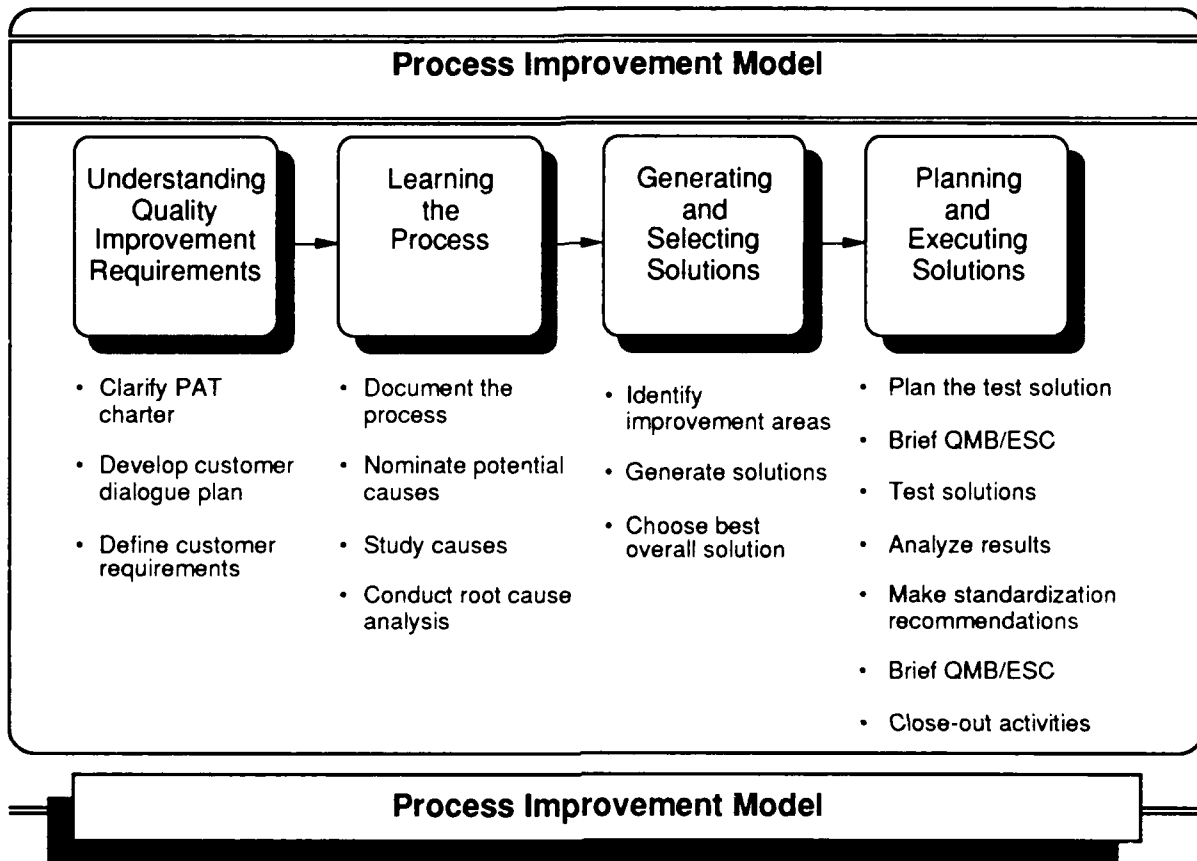 Process Improvement Model
Understanding
Quality
Improvement
Requirements
Learning
the
Process
Generating
and
Selecting
Solutions
Planning
and
Executing
Solutions
• Clarify PAT
charter
• Develop customer
dialogue plan
• Define customer
requirements
• Document the
process
• Nominate potential
causes
• Study causes
• Conduct root cause
analysis
• Identify
improvement areas
• Generate solutions
• Choose best
overall solution
• Plan the test solution
• Brief QMB/ESC
• Test solutions
• Analyze results
• Make standardization
recommendations
• Brief QMB/ESC
• Close-out activities
Process Improvement Model